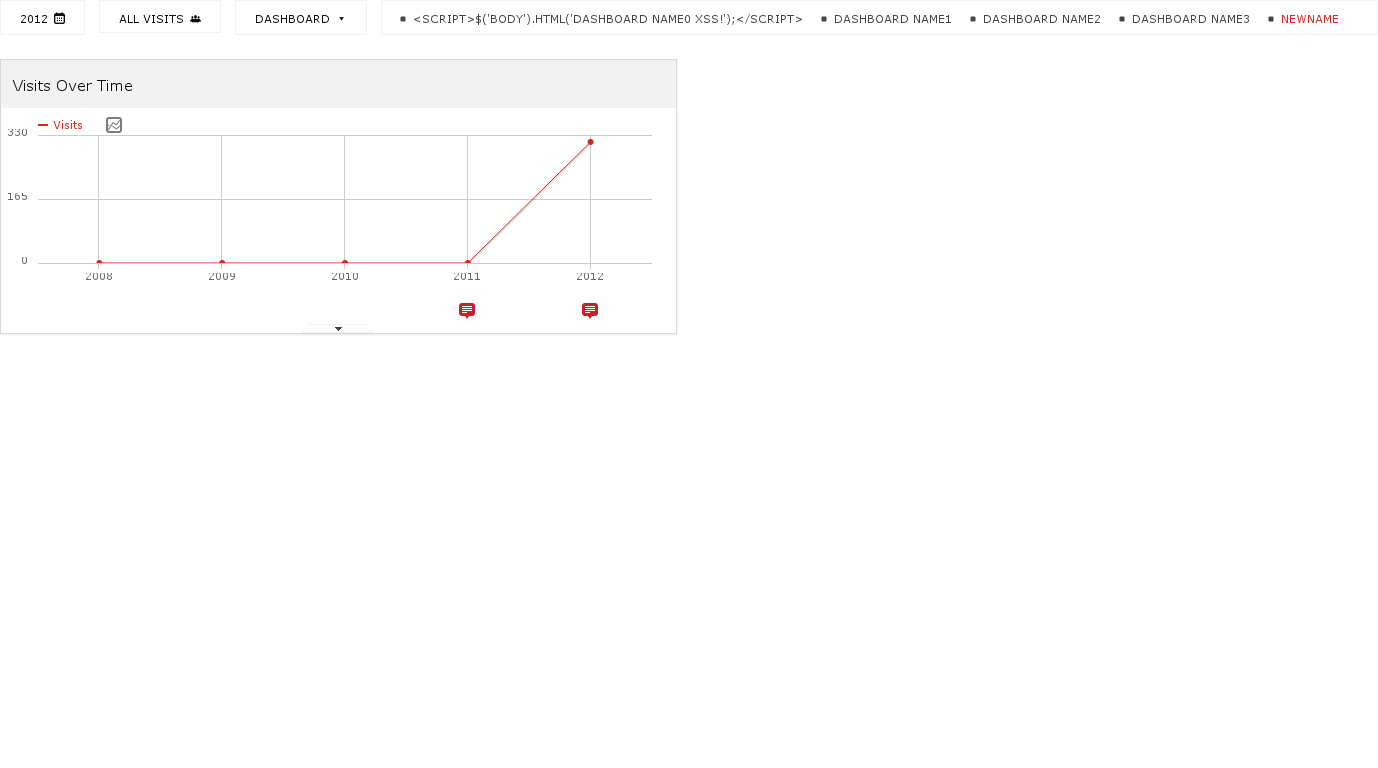 2012 ALL VISITS DASHBOARD <SCRIPT>$('BODY').HTML('DASHBOARD NAME0 XSS!');</SCRIPT> DASHBOARD NAME1 DASHBOARD NAME2 DASHBOARD NAME3 NEWNAME
Visits Over Time
Visits
330
165
0
2008 2009 2010 2011 2012